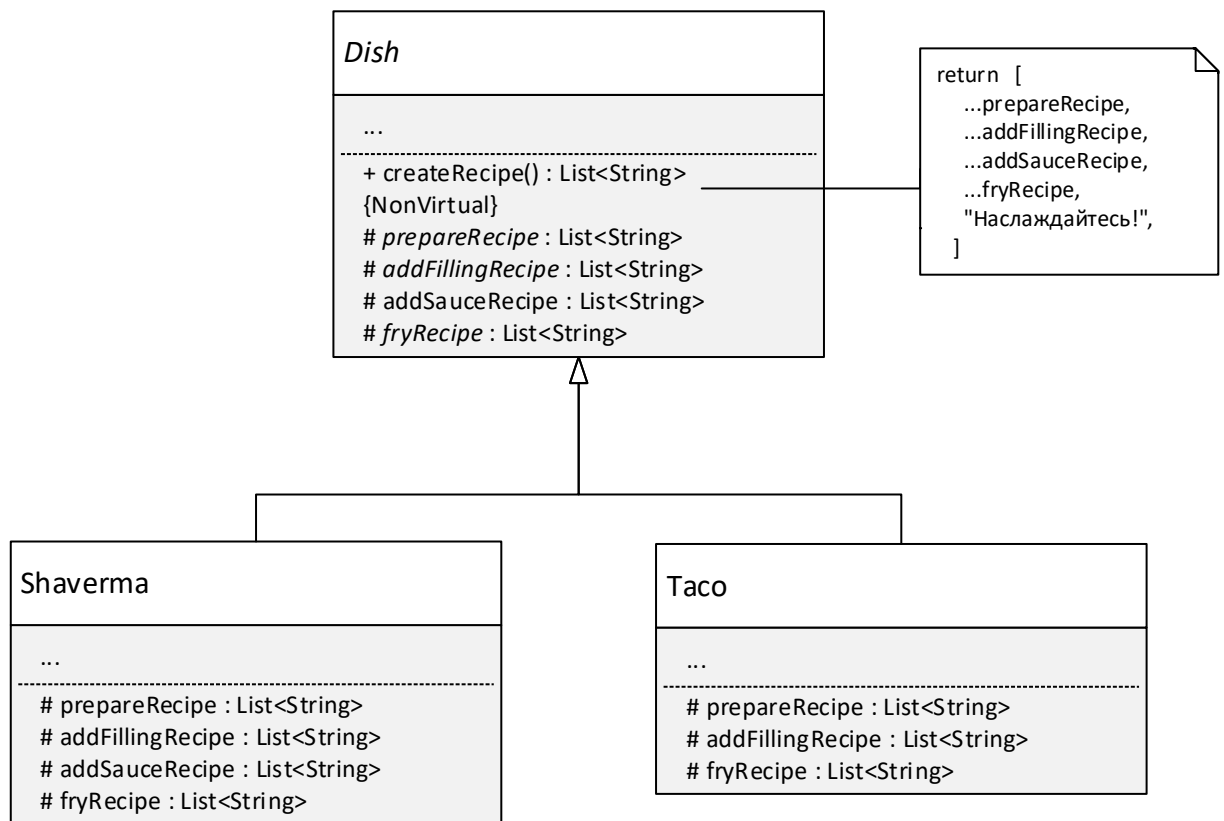 Dish
...
+ createRecipe() : List<String>
{NonVirtual}
# prepareRecipe : List<String>
# addFillingRecipe : List<String>
# addSauceRecipe : List<String>
# fryRecipe : List<String>
return [
...prepareRecipe,
...addFillingRecipe,
...addSauceRecipe,
...fryRecipe,
"Наслаждайтесь!",
]
Shaverma
...
# prepareRecipe : List<String>
# addFillingRecipe : List<String>
# addSauceRecipe : List<String>
# fryRecipe : List<String>
Taco
...
# prepareRecipe : List<String>
# addFillingRecipe : List<String>
# fryRecipe : List<String>